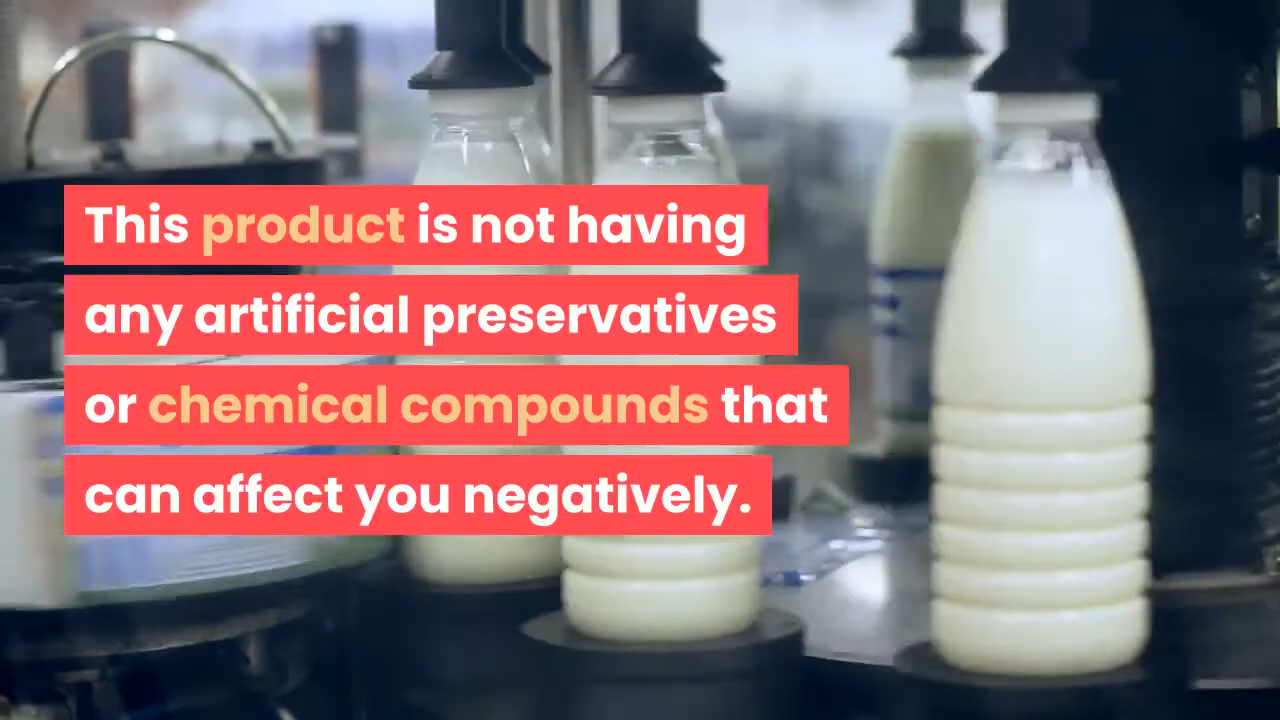 This product is not having
any artificial preservatives
or chemical compounds that
can affect you negatively.